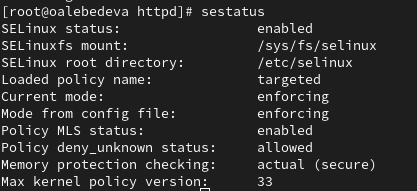 [root@oalebedeva httpd]# sestatus
SELinux status:                 enabled
SELinuxfs mount:                /sys/fs/selinux
SELinux root directory:         /etc/selinux
Loaded policy name:             targeted
Current mode:                   enforcing
Mode from config file:          enforcing
Policy MLS status:              enabled
Policy deny_unknown status:     allowed
Memory protection checking:     actual (secure)
Max kernel policy version:      33